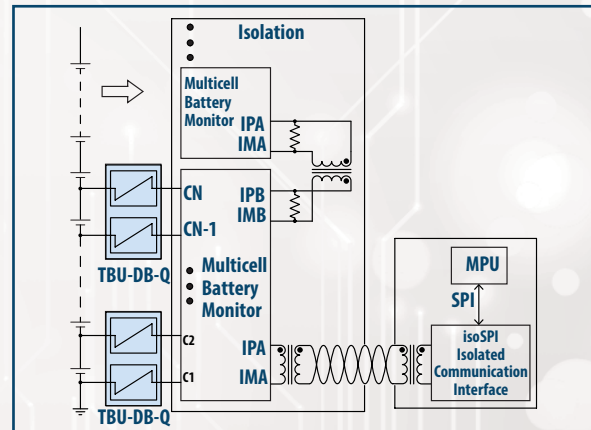 Isolation
Multicell
Battery
Monitor
IPA
IMA
CN
IPB
IMB
CN-1
TBU-DB-Q
Multicell
Battery
Monitor
C2
C1
IPA
IMA
TBU-DB-Q
MPU
SPI
isoSPI
Isolated
Communication
Interface